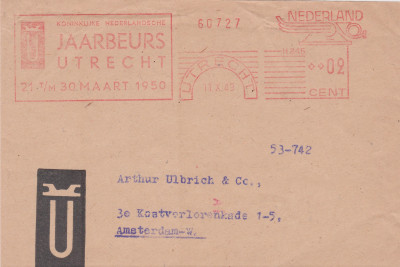 KONINKLIJKE NEDERLANDSCHE
JAARBEURS
UTRECHT
21 T/M 30 MAART 1950
60727
NEDERLAND
UTRECHT
02
CENT
53-742
Arthur Ulbrich & Co.,
3e Kostverlorenkade 1-5,
Amsterdam-W.
U